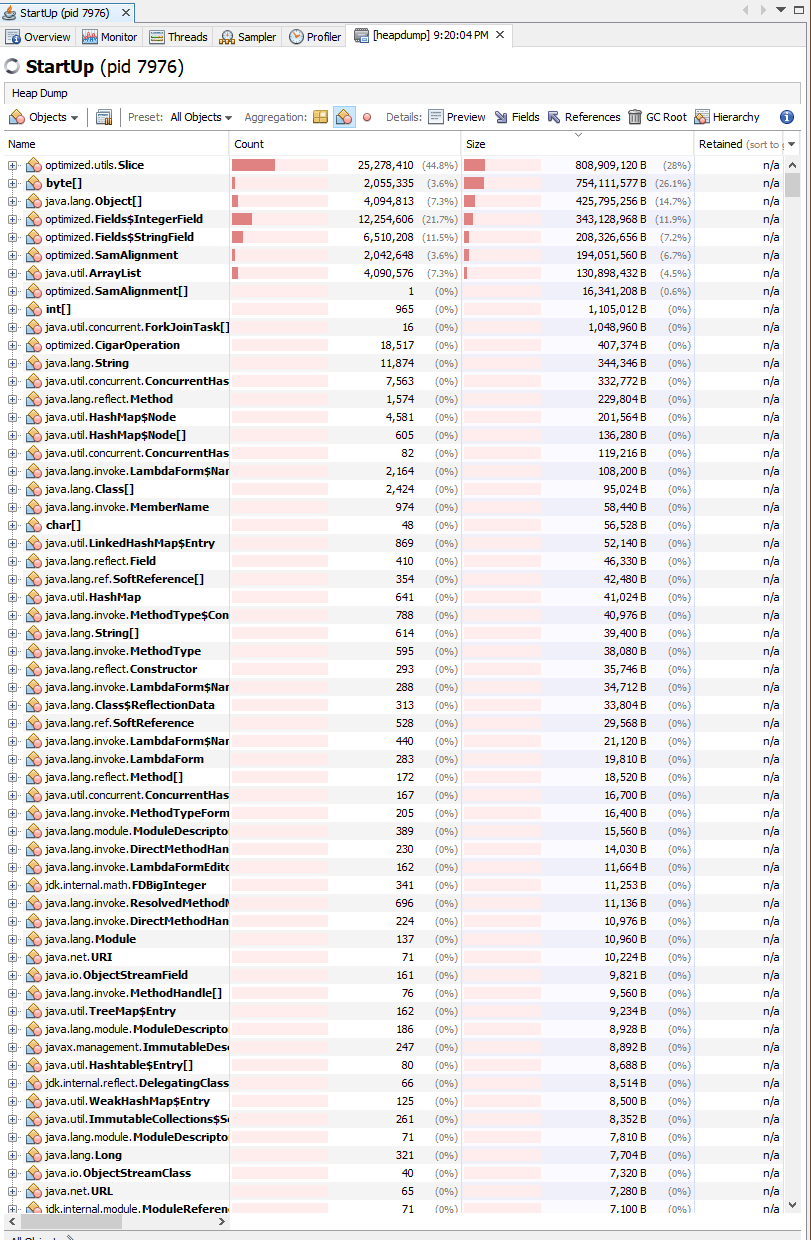 StartUp (pid 7976) ×
Overview Monitor Threads Sampler Profiler [heapdump] 9:20:04 PM ×
StartUp (pid 7976)
Heap Dump
Objects Preset: All Objects Aggregation: Details: Preview Fields References GC Root Hierarchy
Name Count Size Retained (sort to
optimized.utils.Slice 25,278,410 (44.8%) 808,909,120 B (28%) n/a
byte[] 2,055,335 (3.6%) 754,111,577 B (26.1%) n/a
java.lang.Object[] 4,094,813 (7.3%) 425,795,256 B (14.7%) n/a
optimized.Fields$IntegerField 12,254,606 (21.7%) 343,128,968 B (11.9%) n/a
optimized.Fields$StringField 6,510,208 (11.5%) 208,326,656 B (7.2%) n/a
optimized.SamAlignment 2,042,648 (3.6%) 194,051,560 B (6.7%) n/a
java.util.ArrayList 4,090,576 (7.3%) 130,898,432 B (4.5%) n/a
optimized.SamAlignment[] 1 (0%) 16,341,208 B (0.6%) n/a
int[] 965 (0%) 1,105,012 B (0%) n/a
java.util.concurrent.ForkJoinTask[] 16 (0%) 1,048,960 B (0%) n/a
optimized.CigarOperation 18,517 (0%) 407,374 B (0%) n/a
java.lang.String 11,874 (0%) 344,346 B (0%) n/a
java.util.concurrent.ConcurrentHas 7,563 (0%) 332,772 B (0%) n/a
java.lang.reflect.Method 1,574 (0%) 229,804 B (0%) n/a
java.util.HashMap$Node 4,581 (0%) 201,564 B (0%) n/a
java.util.HashMap$Node[] 605 (0%) 136,280 B (0%) n/a
java.util.concurrent.ConcurrentHas 82 (0%) 119,216 B (0%) n/a
java.lang.invoke.LambdaForm$Nar 2,164 (0%) 108,200 B (0%) n/a
java.lang.Class[] 2,424 (0%) 95,024 B (0%) n/a
java.lang.invoke.MemberName 974 (0%) 58,440 B (0%) n/a
char[] 48 (0%) 56,528 B (0%) n/a
java.util.LinkedHashMap$Entry 869 (0%) 52,140 B (0%) n/a
java.lang.reflect.Field 410 (0%) 46,330 B (0%) n/a
java.lang.ref.SoftReference[] 354 (0%) 42,480 B (0%) n/a
java.util.HashMap 641 (0%) 41,024 B (0%) n/a
java.lang.invoke.MethodType$Con 788 (0%) 40,976 B (0%) n/a
java.lang.String[] 614 (0%) 39,400 B (0%) n/a
java.lang.invoke.MethodType 595 (0%) 38,080 B (0%) n/a
java.lang.reflect.Constructor 293 (0%) 35,746 B (0%) n/a
java.lang.invoke.LambdaForm$Nar 288 (0%) 34,712 B (0%) n/a
java.lang.Class$ReflectionData 313 (0%) 33,804 B (0%) n/a
java.lang.ref.SoftReference 528 (0%) 29,568 B (0%) n/a
java.lang.invoke.LambdaForm$Nar 440 (0%) 21,120 B (0%) n/a
java.lang.invoke.LambdaForm 283 (0%) 19,810 B (0%) n/a
java.lang.reflect.Method[] 172 (0%) 18,520 B (0%) n/a
java.util.concurrent.ConcurrentHas 167 (0%) 16,700 B (0%) n/a
java.lang.invoke.MethodTypeForm 205 (0%) 16,400 B (0%) n/a
java.lang.module.ModuleDescripto 389 (0%) 15,560 B (0%) n/a
java.lang.invoke.DirectMethodHan 230 (0%) 14,030 B (0%) n/a
java.lang.invoke.LambdaFormEdito 162 (0%) 11,664 B (0%) n/a
jdk.internal.math.FDBigInteger 341 (0%) 11,253 B (0%) n/a
java.lang.invoke.ResolvedMethodN 696 (0%) 11,136 B (0%) n/a
java.lang.invoke.DirectMethodHan 224 (0%) 10,976 B (0%) n/a
java.lang.Module 137 (0%) 10,960 B (0%) n/a
java.net.URI 71 (0%) 10,224 B (0%) n/a
java.io.ObjectStreamField 161 (0%) 9,821 B (0%) n/a
java.lang.invoke.MethodHandle[] 76 (0%) 9,560 B (0%) n/a
java.util.TreeMap$Entry 162 (0%) 9,234 B (0%) n/a
java.lang.module.ModuleDescripto 186 (0%) 8,928 B (0%) n/a
javax.management.ImmutableDes 247 (0%) 8,892 B (0%) n/a
java.util.Hashtable$Entry[] 80 (0%) 8,688 B (0%) n/a
jdk.internal.reflect.DelegatingClass 66 (0%) 8,514 B (0%) n/a
java.util.WeakHashMap$Entry 125 (0%) 8,500 B (0%) n/a
java.util.ImmutableCollections$Se 261 (0%) 8,352 B (0%) n/a
java.lang.module.ModuleDescripto 71 (0%) 7,810 B (0%) n/a
java.lang.Long 321 (0%) 7,704 B (0%) n/a
java.io.ObjectStreamClass 40 (0%) 7,320 B (0%) n/a
java.net.URL 65 (0%) 7,280 B (0%) n/a
jdk.internal.module.ModuleReferen 71 (0%) 7,100 B (0%) n/a
All Objects